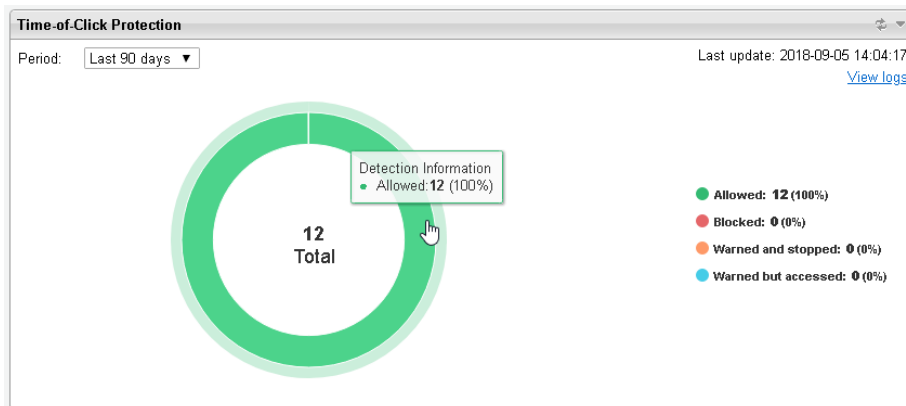 Time-of-Click Protection
Period: Last 90 days
Last update: 2018-09-05 14:04:17
View logs
Detection Information
Allowed:12 (100%)
12
Total
Allowed: 12 (100%)
Blocked: 0 (0%)
Warned and stopped: 0 (0%)
Warned but accessed: 0 (0%)